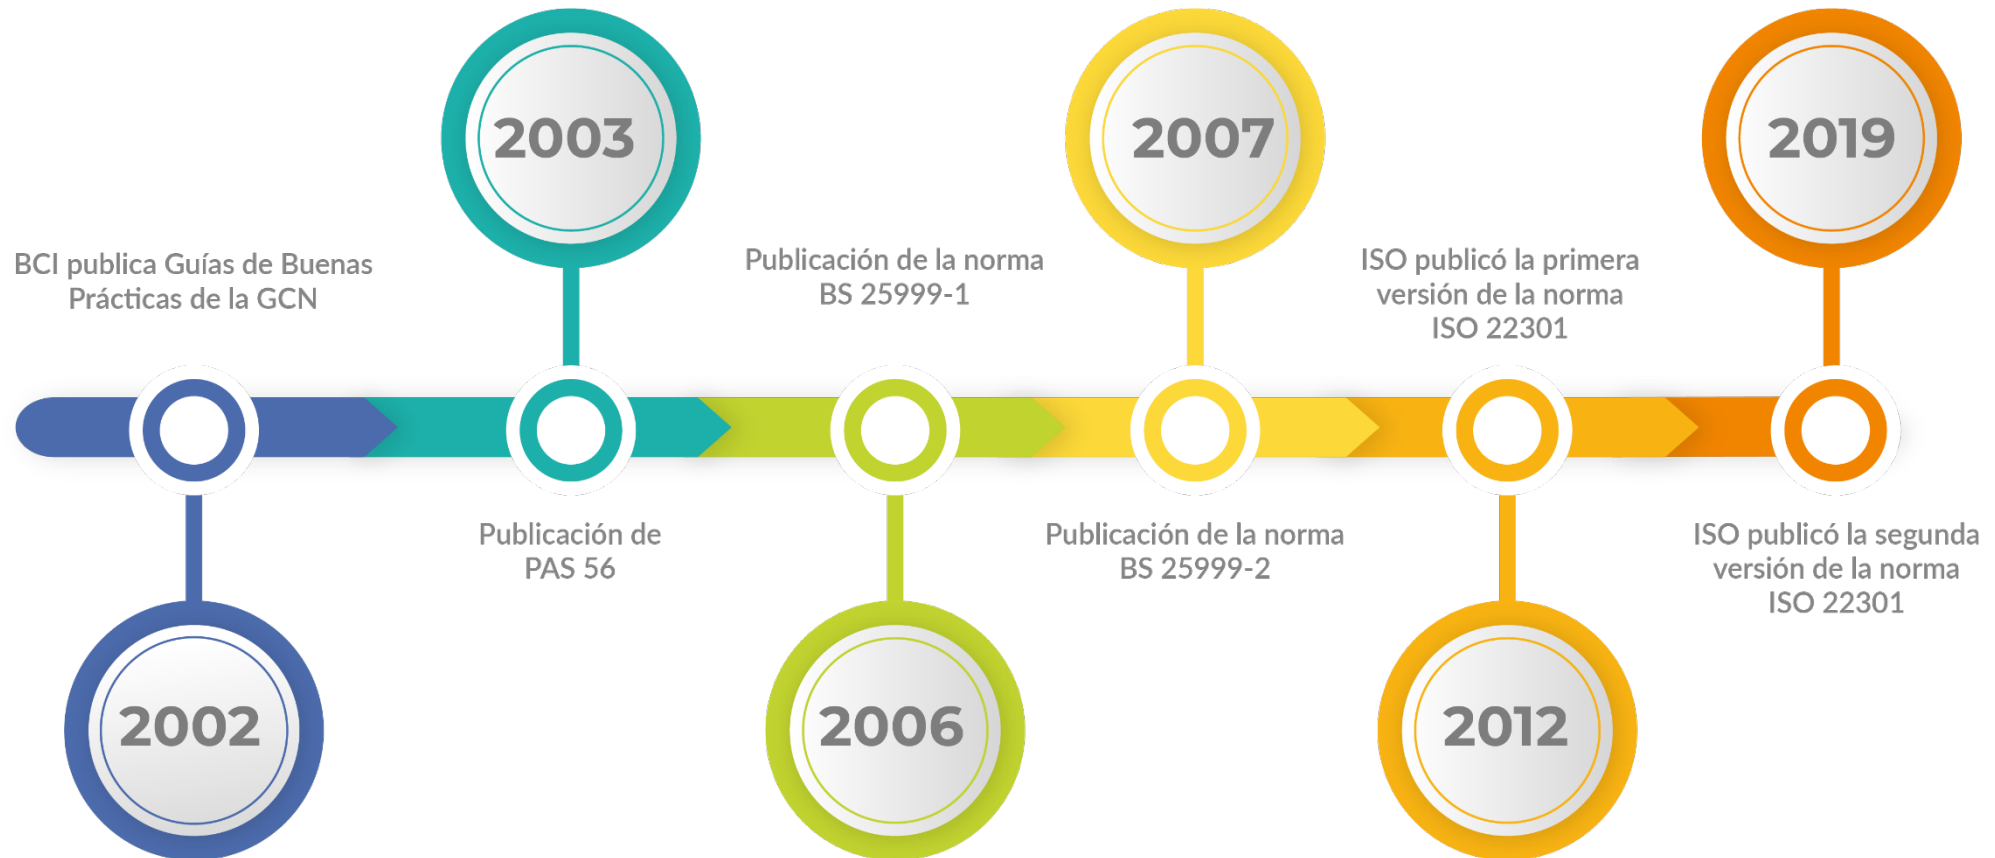 2002
BCI publica Guías de Buenas
Prácticas de la GCN
2003
Publicación de
PAS 56
2006
Publicación de la norma
BS 25999-1
2007
Publicación de la norma
BS 25999-2
2012
ISO publicó la primera
versión de la norma
ISO 22301
2019
ISO publicó la segunda
versión de la norma
ISO 22301